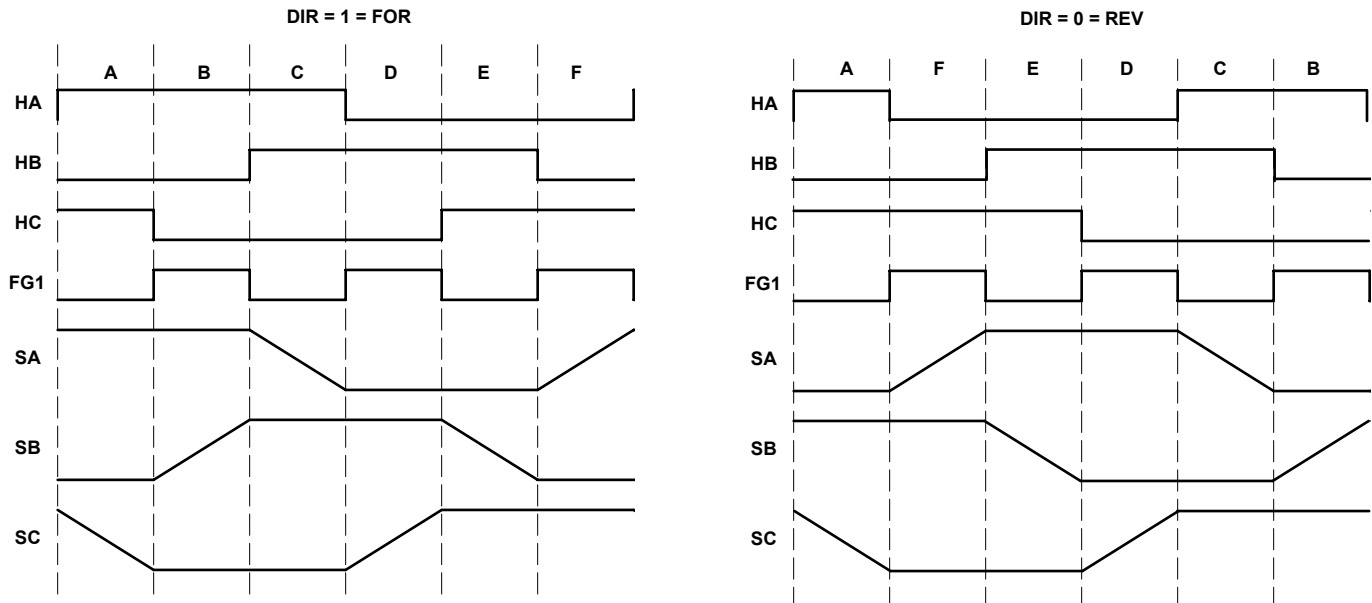 DIR = 1 = FOR
A B C D E F
HA
HB
HC
FG1
SA
SB
SC
DIR = 0 = REV
A F E D C B
HA
HB
HC
FG1
SA
SB
SC